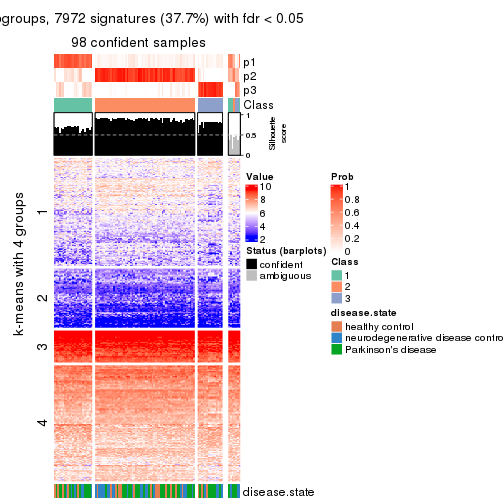 ogroups, 7972 signatures (37.7%) with fdr < 0.05
98 confident samples
p1
p2
p3
Class
1
0.5
0
Silhouette
score
k-means with 4 groups
1
2
3
4
Value
10
8
6
4
2
Status (barplots)
confident
ambiguous
Prob
1
0.8
0.6
0.4
0.2
0
Class
1
2
3
disease.state
healthy control
neurodegenerative disease contro
Parkinson's disease
disease.state